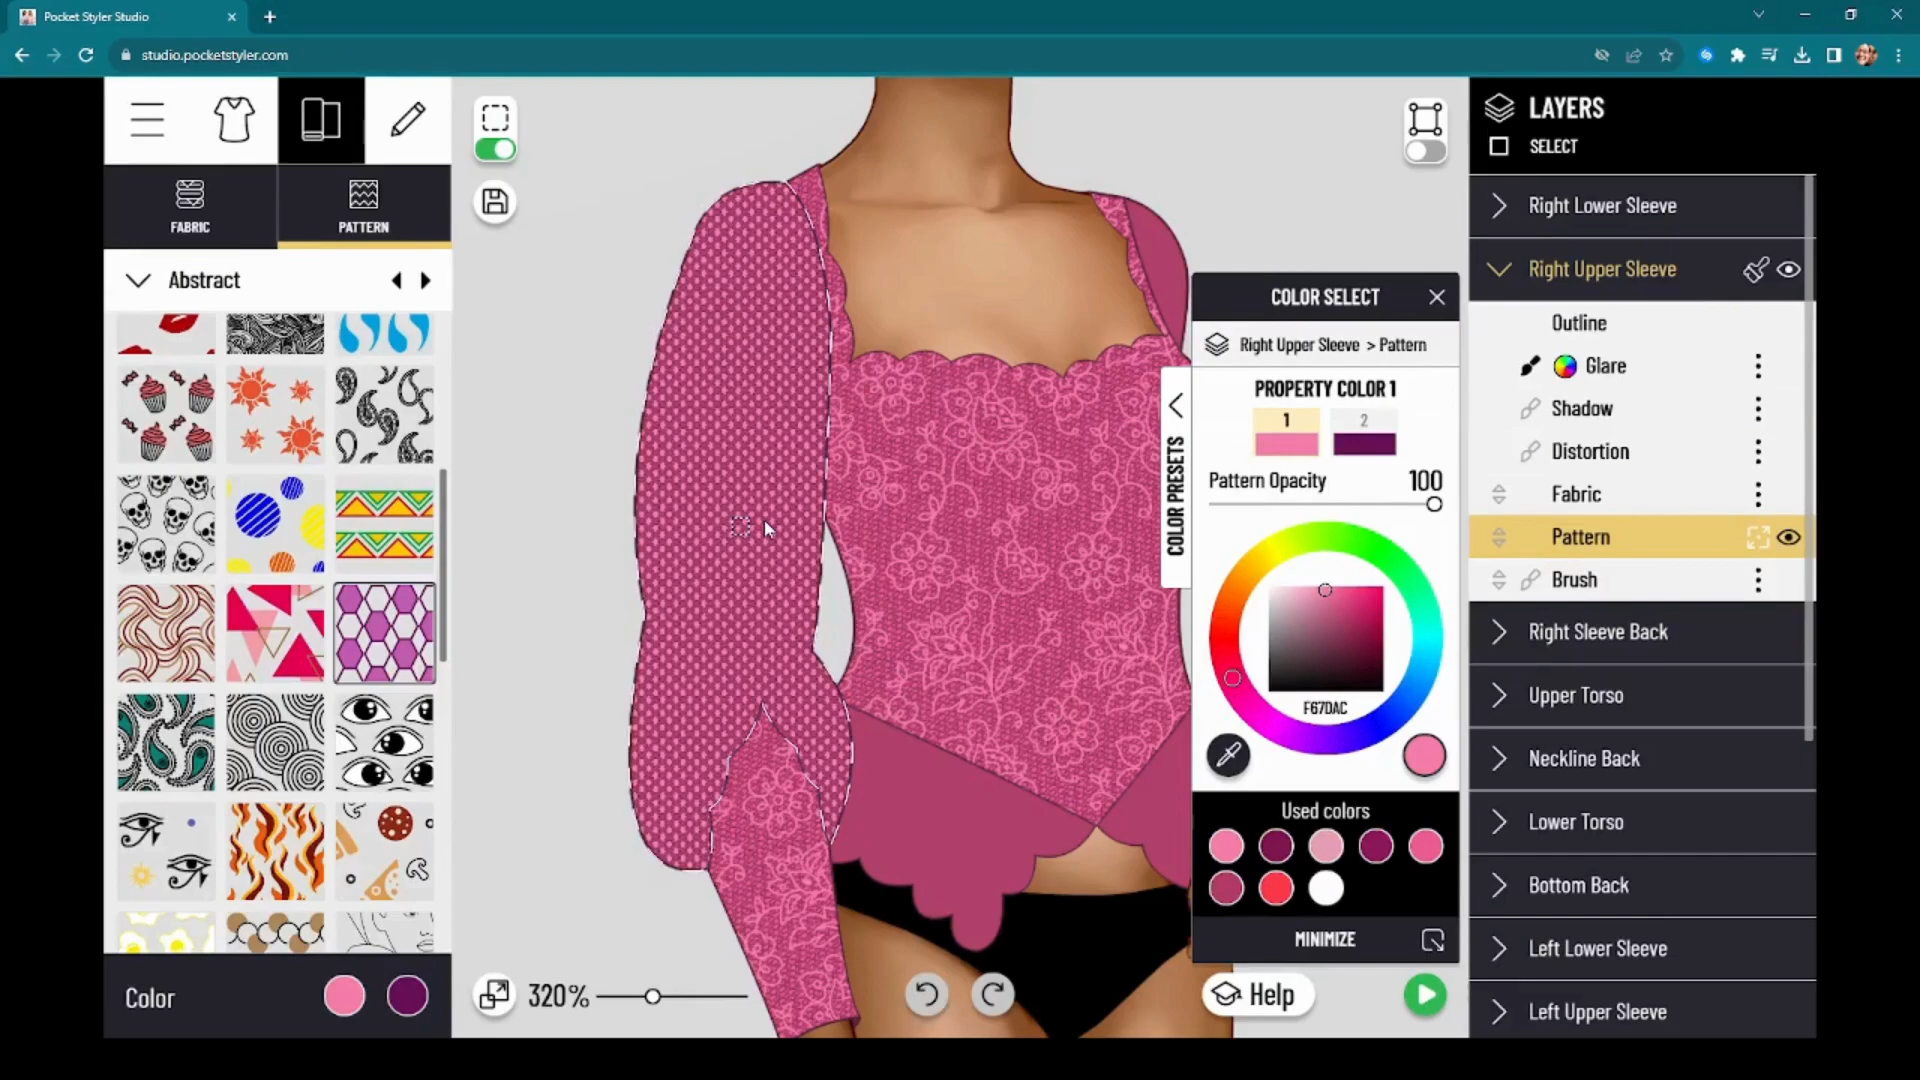 Pocket Styler Studio
studio.pocketstyler.com
FABRIC
PATTERN
Abstract
Color
320%
Help
COLOR PRESETS
COLOR SELECT
Right Upper Sleeve > Pattern
PROPERTY COLOR 1
1
2
Pattern Opacity
100
F67DAC
Used colors
MINIMIZE
LAYERS
SELECT
Right Lower Sleeve
Right Upper Sleeve
Outline
Glare
Shadow
Distortion
Fabric
Pattern
Brush
Right Sleeve Back
Upper Torso
Neckline Back
Lower Torso
Bottom Back
Left Lower Sleeve
Left Upper Sleeve